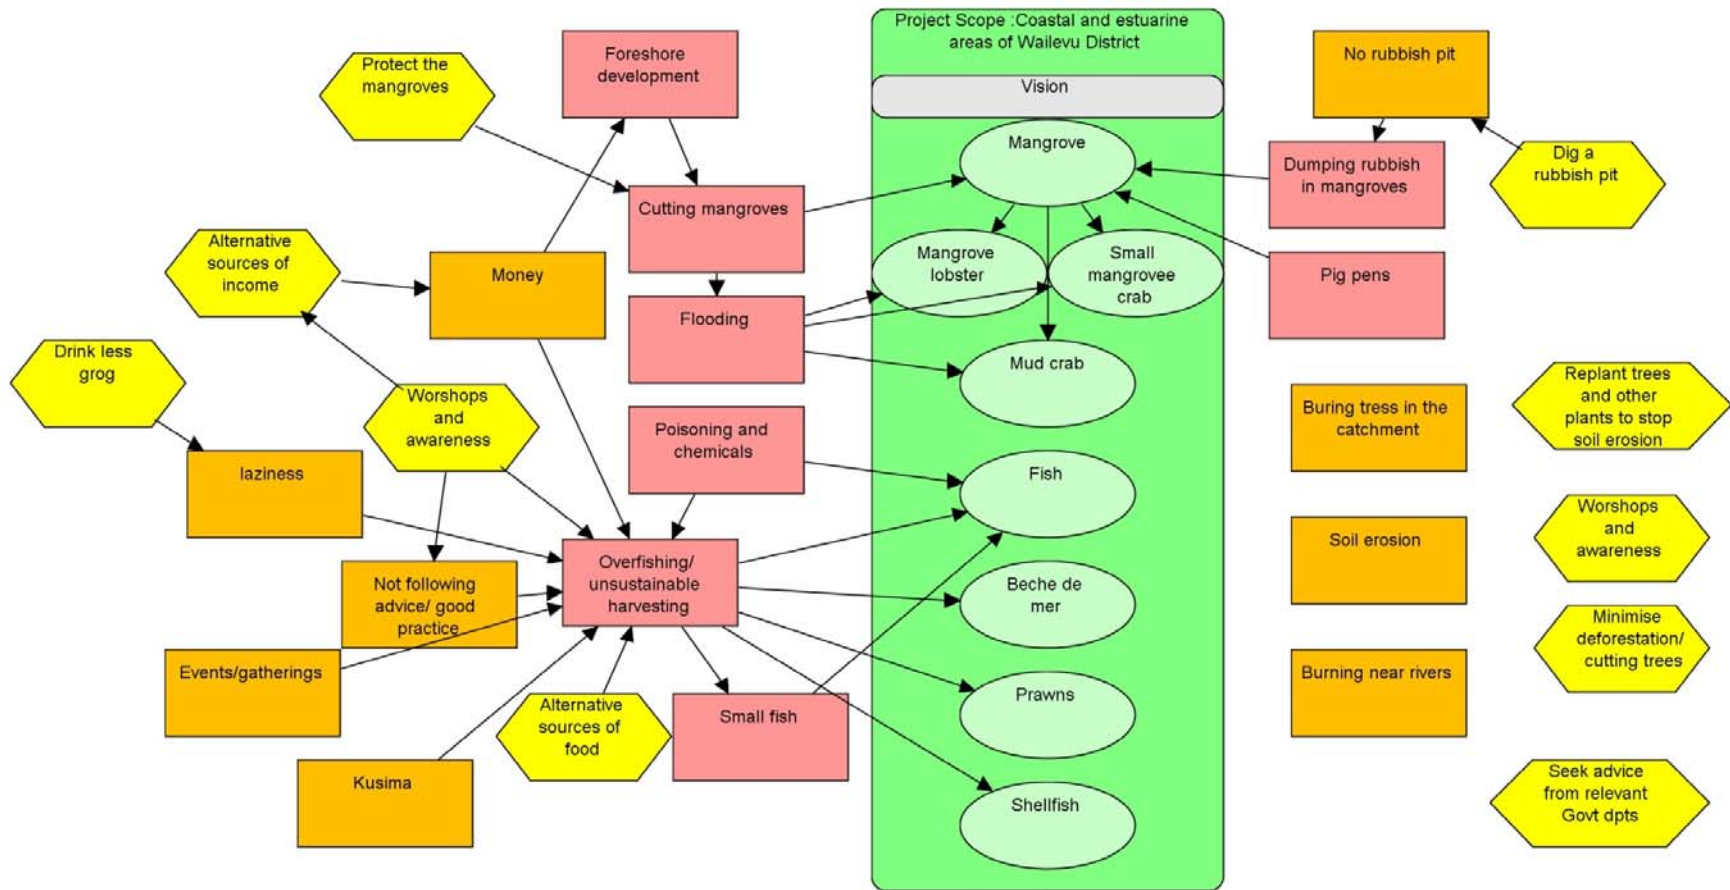 Project Scope :Coastal and estuarine
areas of Wailevu District
Vision
Protect the
mangroves
Foreshore
development
Cutting mangroves
Alternative
sources of
income
Money
Flooding
Drink less
grog
Worshops
and
awareness
Poisoning and
chemicals
laziness
Not following
advice/ good
practice
Overfishing/
unsustainable
harvesting
Events/gatherings
Alternative
sources of
food
Small fish
Kusima
Mangrove
Mangrove
lobster
Small
mangrovee
crab
Mud crab
Fish
Beche de
mer
Prawns
Shellfish
No rubbish pit
Dumping rubbish
in mangroves
Dig a
rubbish pit
Pig pens
Buring tress in the
catchment
Replant trees
and other
plants to stop
soil erosion
Soil erosion
Worshops
and
awareness
Minimise
deforestation/
cutting trees
Burning near rivers
Seek advice
from relevant
Govt dpts